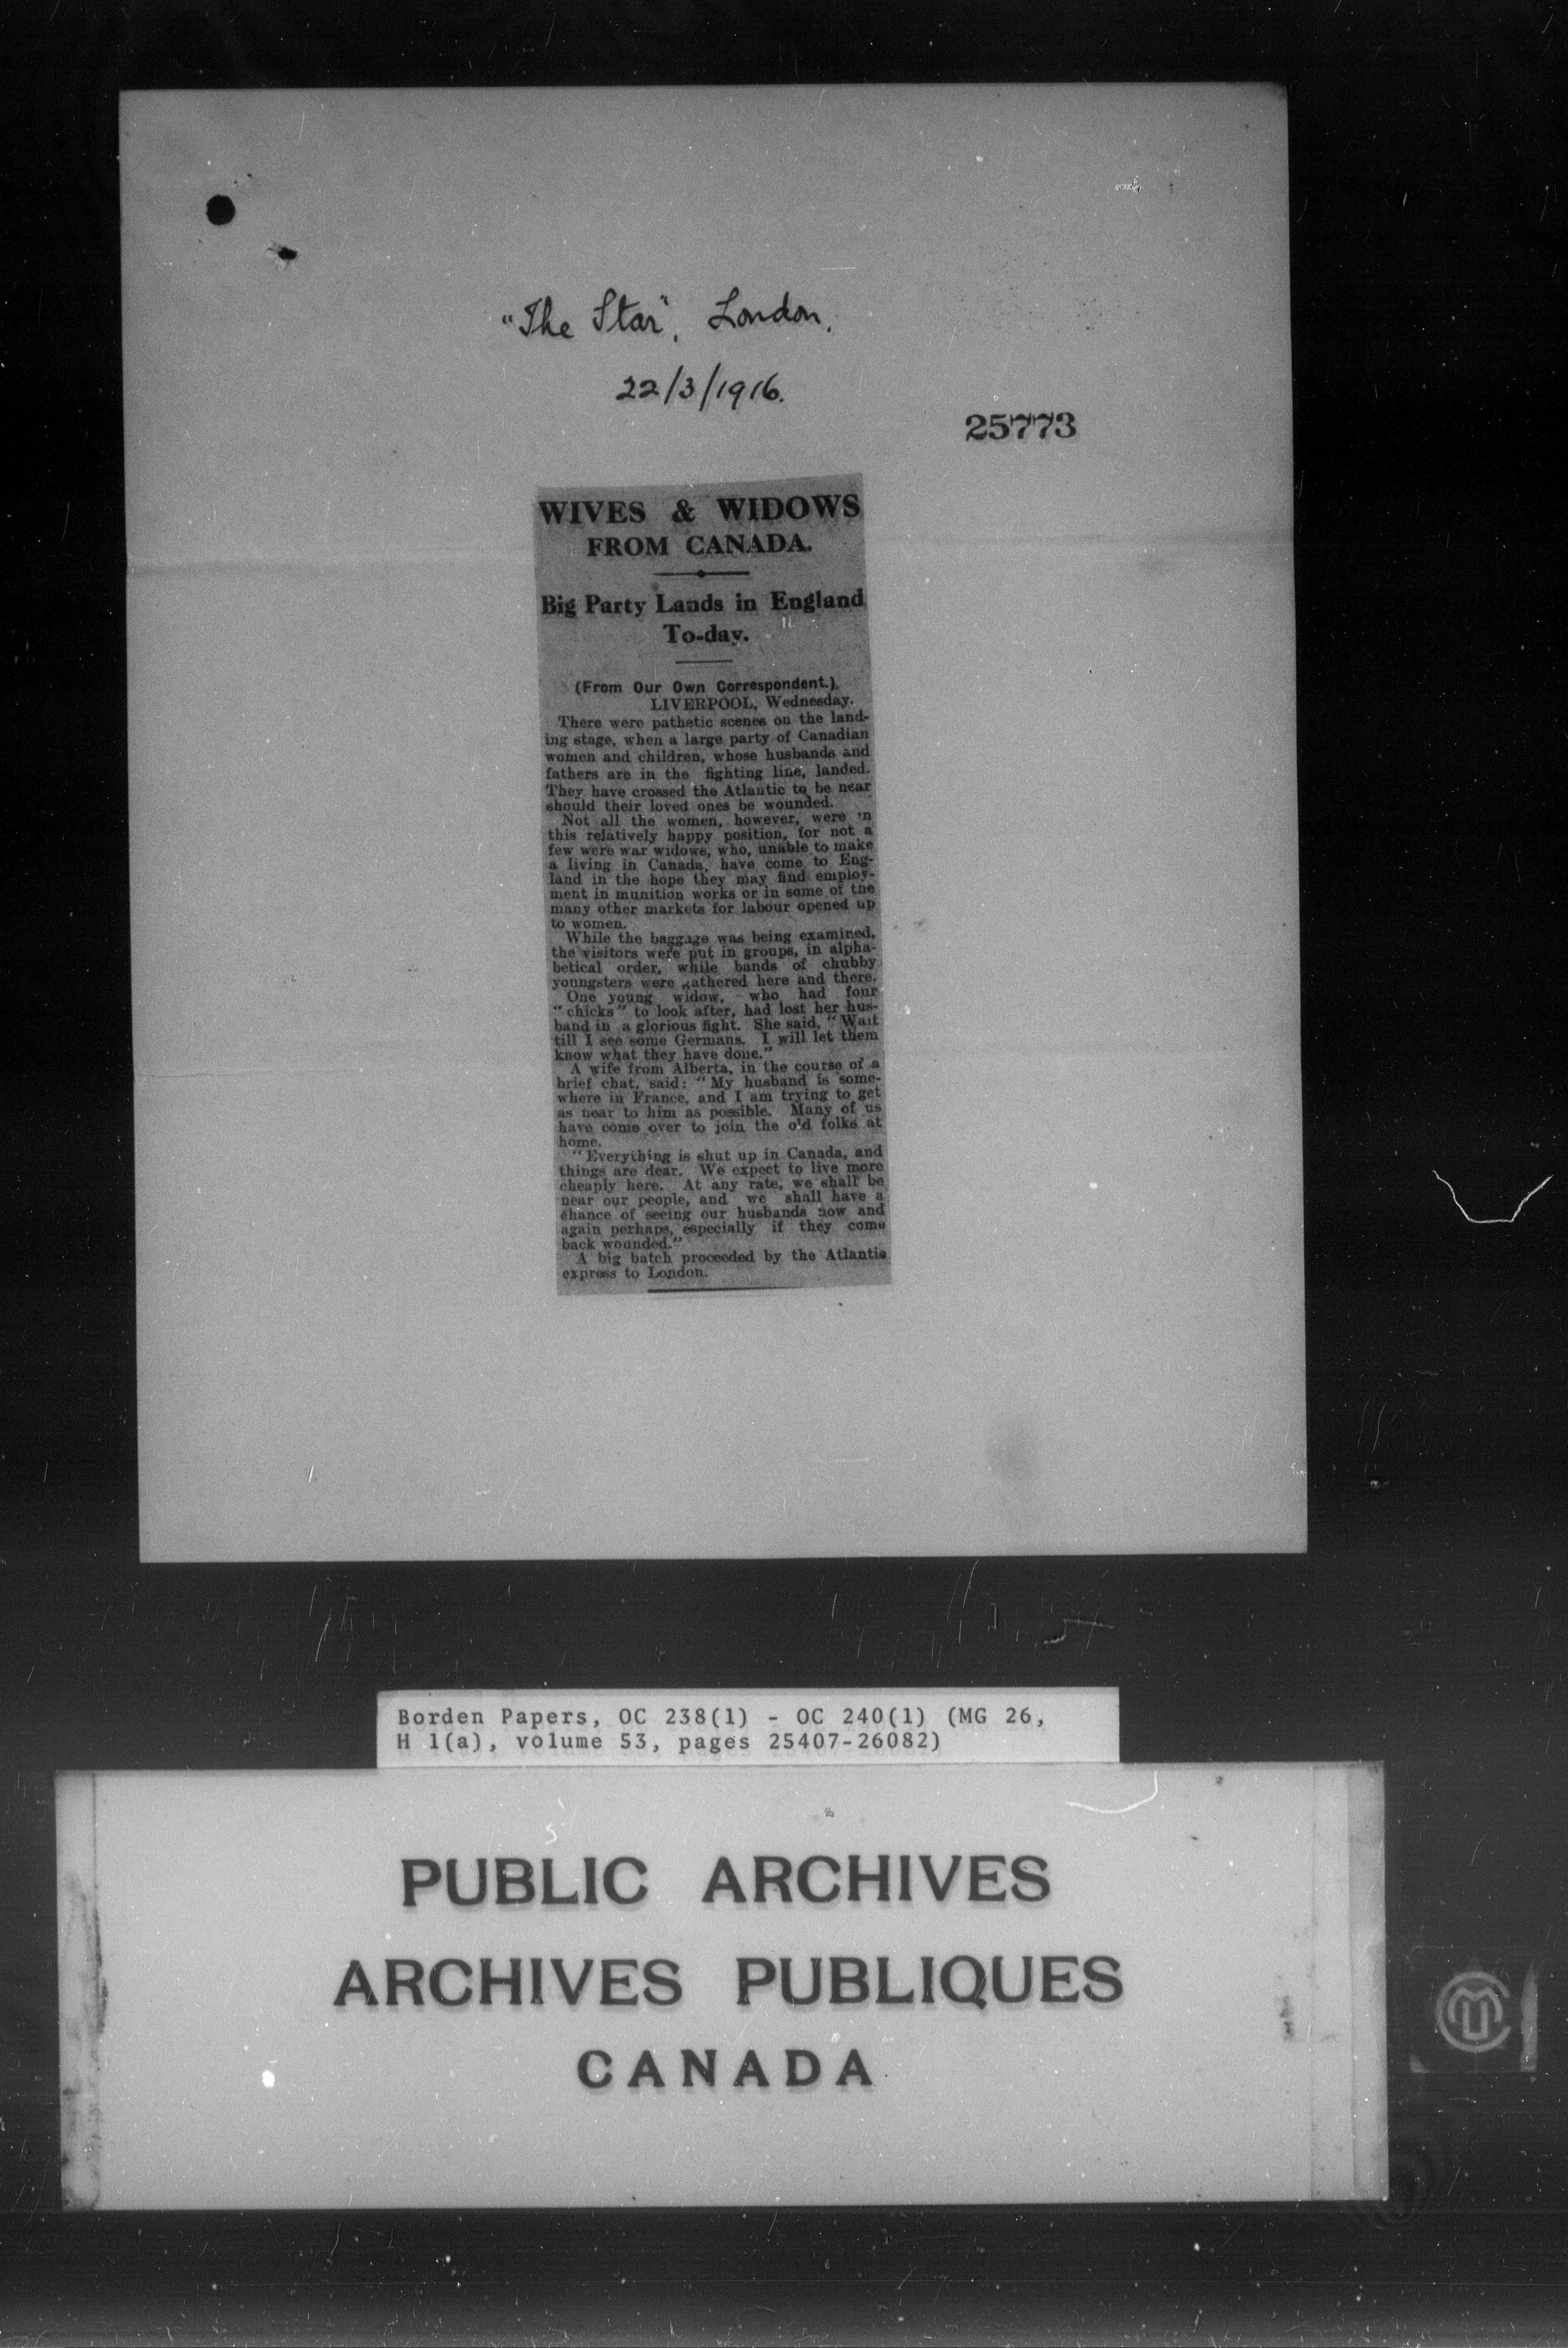 "The Star", London.
22/3/1916.
25773
WIVES & WIDOWS
FROM CANADA.
Big Party Lands in England
To-day.
(From Our Own Correspondent.)
LIVERPOOL, Wednesday.
There were pathetic scenes on the land-
ing stage, when a large party of Canadian
women and children, whose husbands and
fathers are in the fighting line, landed.
They have crossed the Atlantic to be near
should their loved ones be wounded.
Not all the women, however, were 'n
this relatively happy position, for not a
few were war widows, who, unable to make
a living in Canada, have come to Eng-
land in the hope they may find employ-
ment in munition works or in some of the
many other markets for labour opened up
to women.
While the baggage was being examined,
the visitors were put in groups, in alpha-
betical order, while bands of chubby
youngsters were gathered here and there.
One young widow, who had four
"chicks" to look after, had lost her hus-
band in a glorious fight. She said, "Wait
till I see some Germans. I will let them
know what they have done."
A wife from Alberta, in the course of a
brief chat, said: "My husband is some-
where in France, and I am trying to get
as near to him as possible. Many of us
have come over to join the old folks at
home.
"Everything is shut up in Canada, and
things are dear. We expect to live more
cheaply here. At any rate, we shall be
near our people, and we shall have a
chance of seeing our husbands now and
again perhaps, especially if they come
back wounded."
A big batch proceeded by the Atlantic
express to London.
Borden Papers, OC 238(1) - OC 240(1) (MG 26,
H 1(a), volume 53, pages 25407-26082)
PUBLIC ARCHIVES
ARCHIVES PUBLIQUES
CANADA